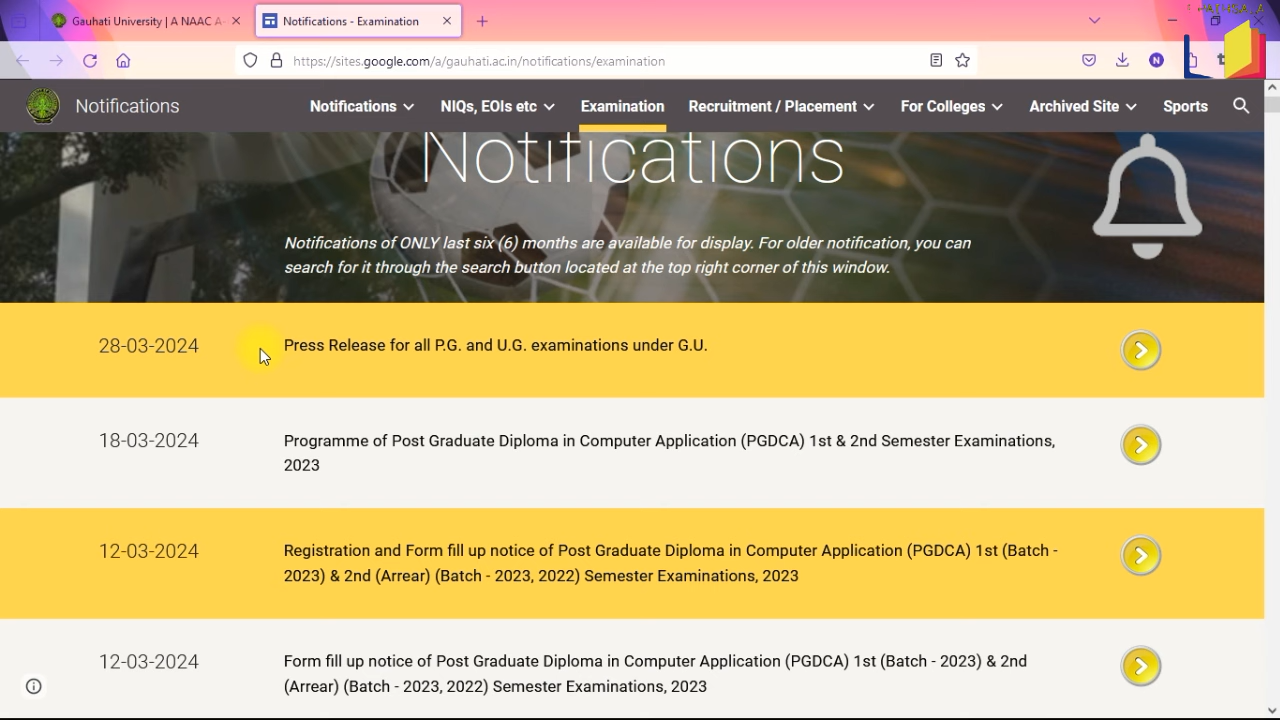 Gauhati University | A NAAC A
Notifications - Examination
https://sites.google.com/a/gauhati.ac.in/notifications/examination
N
Notifications
Notifications NIQs, EOIs etc Examination Recruitment / Placement For Colleges Archived Site Sports
Notifications
Notifications of ONLY last six (6) months are available for display. For older notification, you can
search for it through the search button located at the top right corner of this window.
28-03-2024 Press Release for all P.G. and U.G. examinations under G.U.
18-03-2024 Programme of Post Graduate Diploma in Computer Application (PGDCA) 1st & 2nd Semester Examinations,
2023
12-03-2024 Registration and Form fill up notice of Post Graduate Diploma in Computer Application (PGDCA) 1st (Batch -
2023) & 2nd (Arrear) (Batch - 2023, 2022) Semester Examinations, 2023
12-03-2024 Form fill up notice of Post Graduate Diploma in Computer Application (PGDCA) 1st (Batch - 2023) & 2nd
(Arrear) (Batch - 2023, 2022) Semester Examinations, 2023